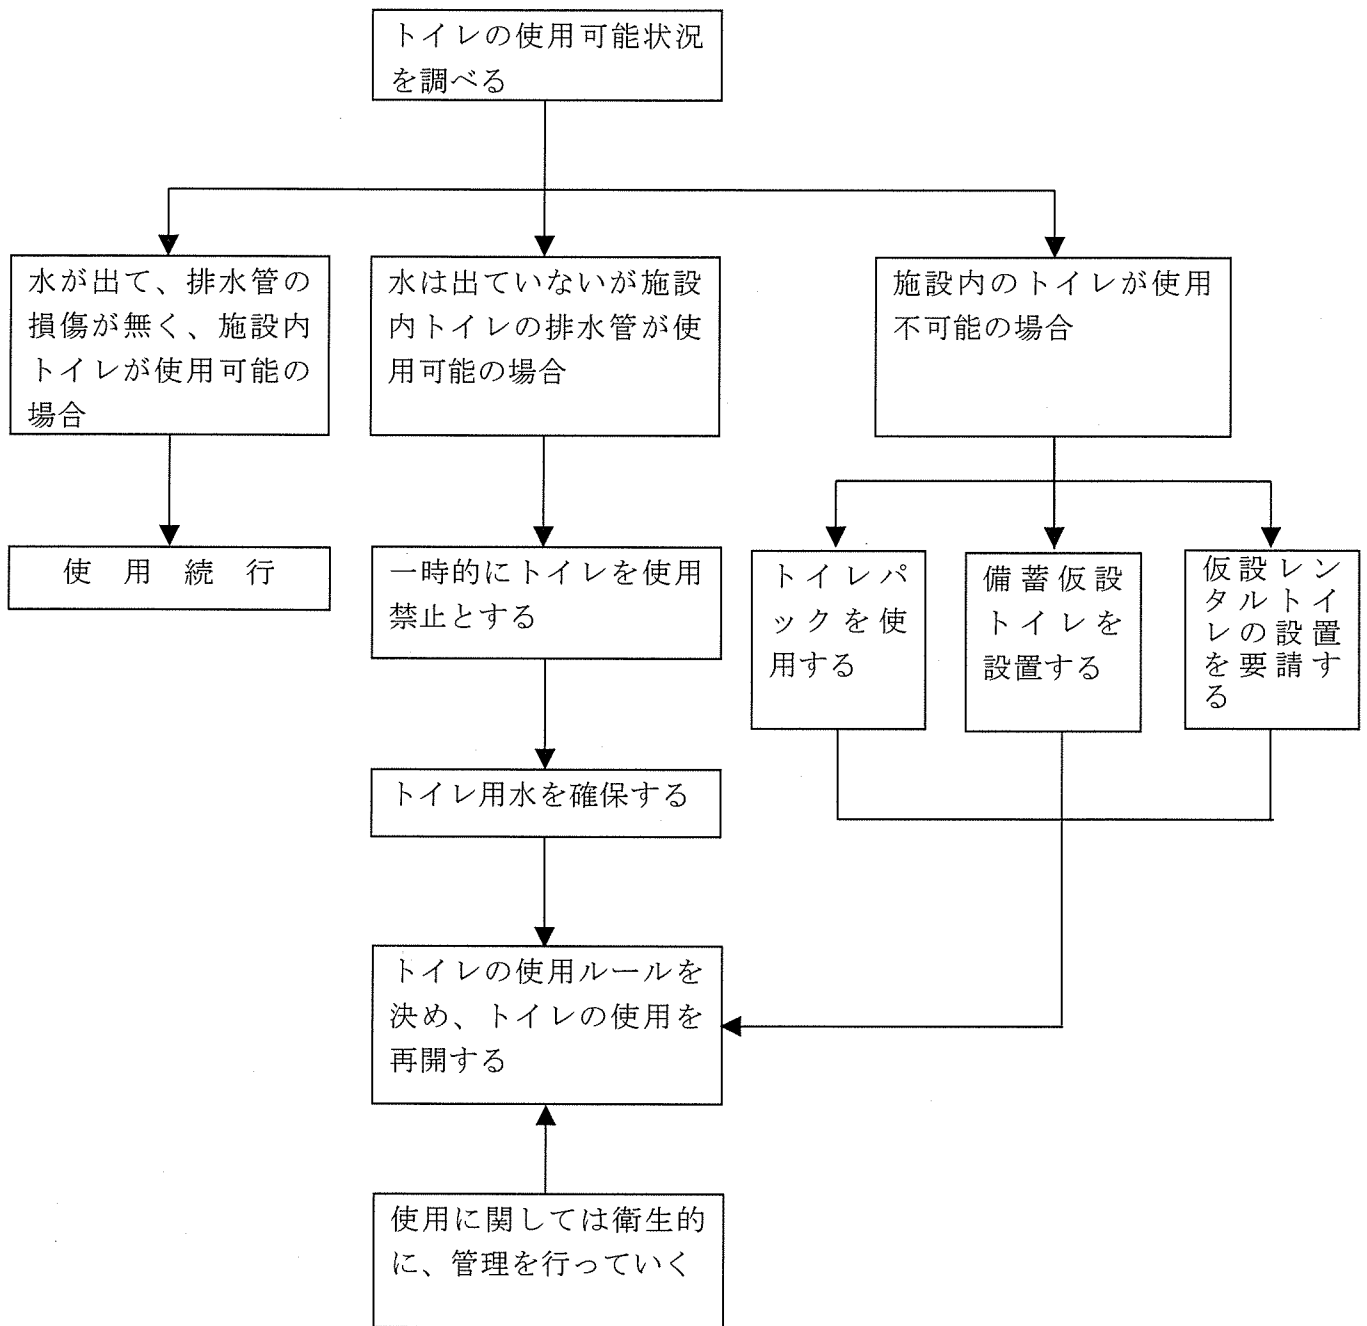 トイレの使用可能状況
を調べる
水が出て、排水管の
損傷が無く、施設内
トイレが使用可能の
場合
水は出ていないが施設
内トイレの排水管が使
用可能の場合
施設内のトイレが使用
不可能の場合
使用続行
一時的にトイレを使用
禁止とする
トイレパ
ックを使
用する
備蓄仮設
トイレを
設置する
仮設レン
タルトイ
レの設置
を要請す
る
トイレ用水を確保する
トイレの使用ルールを
決め、トイレの使用を
再開する
使用に関しては衛生的
に、管理を行っていく